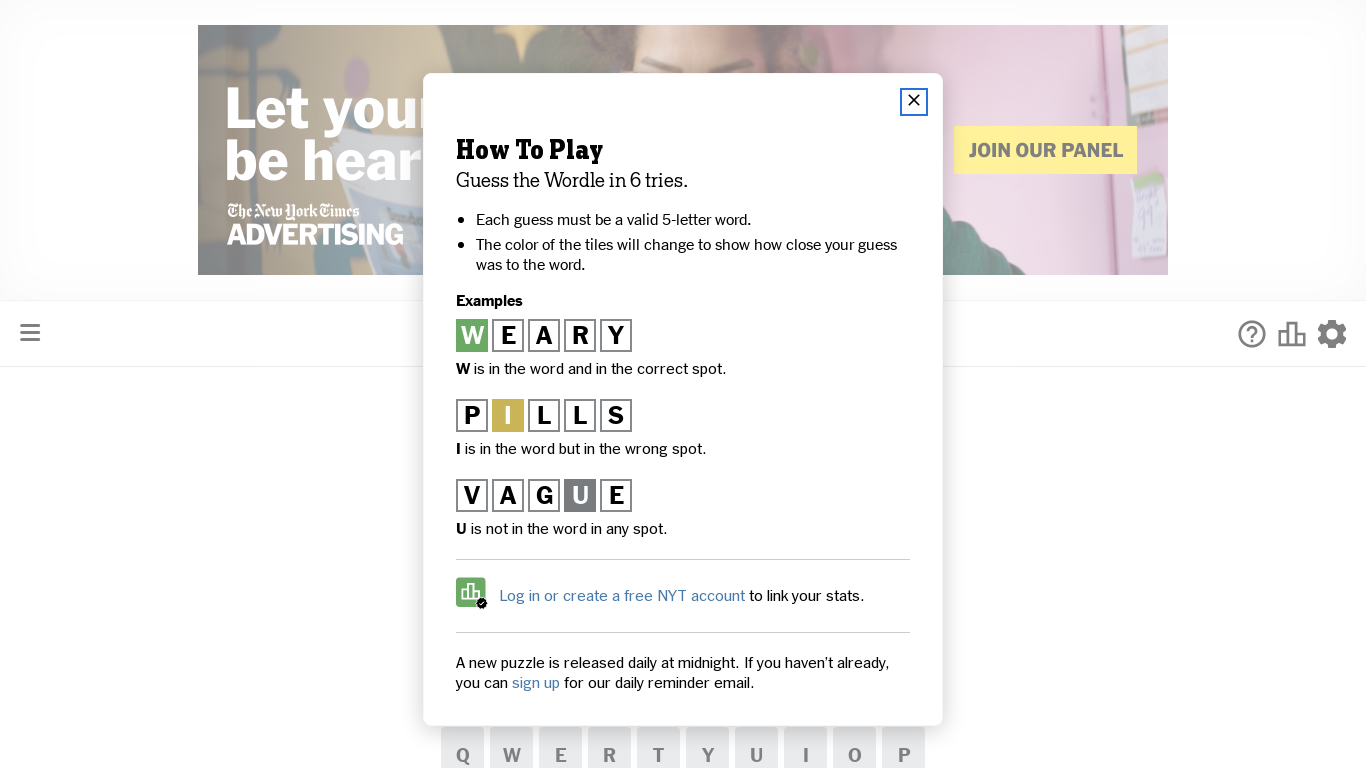 Let you
be hear
The New York Times
ADVERTISING
JOIN OUR PANEL
How To Play
Guess the Wordle in 6 tries.
Each guess must be a valid 5-letter word.
The color of the tiles will change to show how close your guess
was to the word.
Examples
W E A R Y
W is in the word and in the correct spot.
P I L L S
I is in the word but in the wrong spot.
V A G U E
U is not in the word in any spot.
Log in or create a free NYT account to link your stats.
A new puzzle is released daily at midnight. If you haven’t already,
you can sign up for our daily reminder email.
Q W E R T Y U I O P